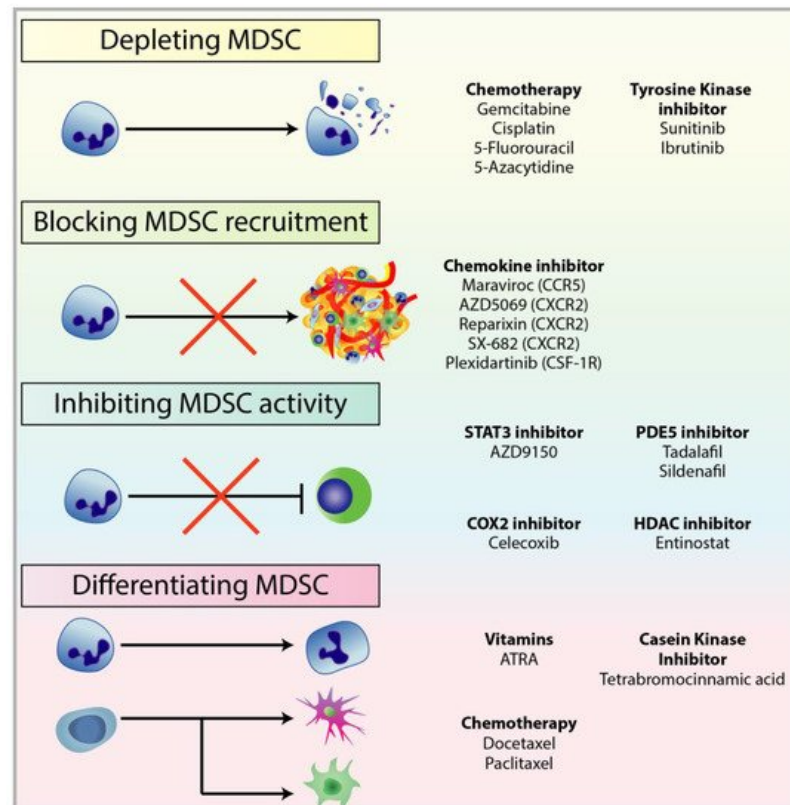 Depleting MDSC
Chemotherapy
Gemcitabine
Cisplatin
5-Fluorouracil
5-Azacytidine
Tyrosine Kinase
inhibitor
Sunitinib
Ibrutinib
Blocking MDSC recruitment
Chemokine inhibitor
Maraviroc (CCR5)
AZD5069 (CXCR2)
Reparixin (CXCR2)
SX-682 (CXCR2)
Plexidartinib (CSF-1R)
Inhibiting MDSC activity
STAT3 inhibitor
AZD9150
PDE5 inhibitor
Tadalafil
Sildenafil
COX2 inhibitor
Celecoxib
HDAC inhibitor
Entinostat
Differentiating MDSC
Vitamins
ATRA
Casein Kinase
Inhibitor
Tetrabromocinnamic acid
Chemotherapy
Docetaxel
Paclitaxel